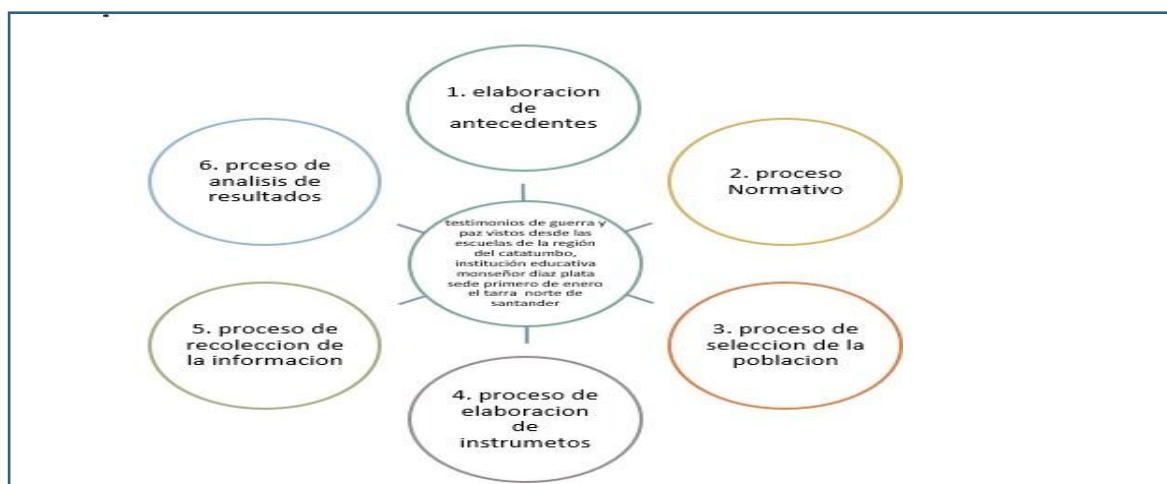 1. elaboracion
de
antecedentes
2. proceso
Normativo
3. proceso de
seleccion de la
poblacion
4. proceso de
elaboracion
de
instrumetos
5. proceso de
recoleccion de
la informacion
6. prceso de
analisis de
resultados
testimonios de guerra y
paz vistos desde las
escuelas de la región
del catatumbo,
institución educativa
monseñor diaz plata
sede primero de enero
el tarra norte de
santander